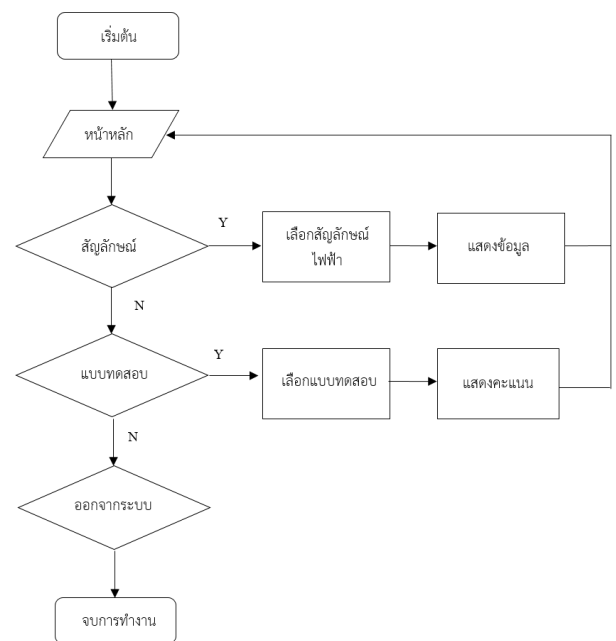 เริ่มต้น
หน้าหลัก
สัญลักษณ์
Y
เลือกสัญลักษณ์
ไฟฟ้า
แสดงข้อมูล
N
แบบทดสอบ
Y
เลือกแบบทดสอบ
แสดงคะแนน
N
ออกจากระบบ
จบการทำงาน